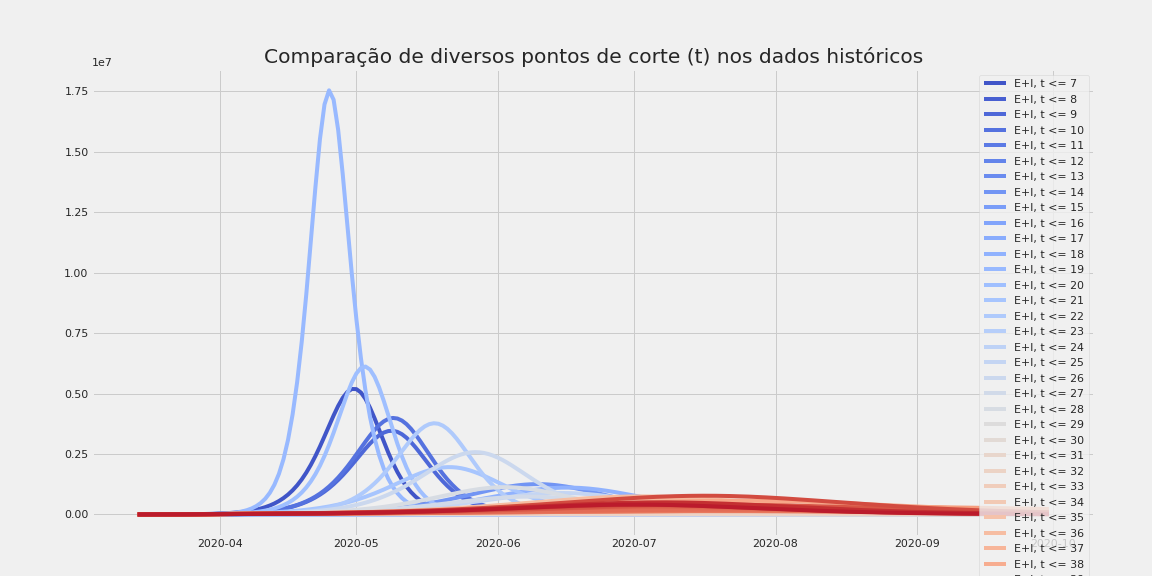 Comparação de diversos pontos de corte (t) nos dados históricos
1e7
1.75
1.50
1.25
1.00
0.75
0.50
0.25
0.00
2020-04
2020-05
2020-06
2020-07
2020-08
2020-09
2020-10
E+I, t <= 7
E+I, t <= 8
E+I, t <= 9
E+I, t <= 10
E+I, t <= 11
E+I, t <= 12
E+I, t <= 13
E+I, t <= 14
E+I, t <= 15
E+I, t <= 16
E+I, t <= 17
E+I, t <= 18
E+I, t <= 19
E+I, t <= 20
E+I, t <= 21
E+I, t <= 22
E+I, t <= 23
E+I, t <= 24
E+I, t <= 25
E+I, t <= 26
E+I, t <= 27
E+I, t <= 28
E+I, t <= 29
E+I, t <= 30
E+I, t <= 31
E+I, t <= 32
E+I, t <= 33
E+I, t <= 34
E+I, t <= 35
E+I, t <= 36
E+I, t <= 37
E+I, t <= 38